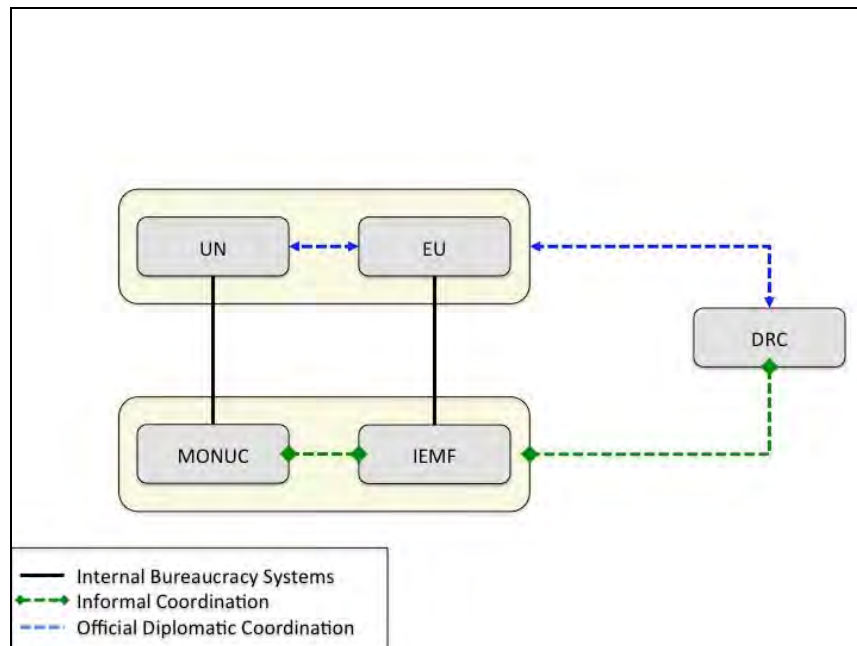 UN
EU
DRC
MONUC
IEMF
Internal Bureaucracy Systems
Informal Coordination
Official Diplomatic Coordination